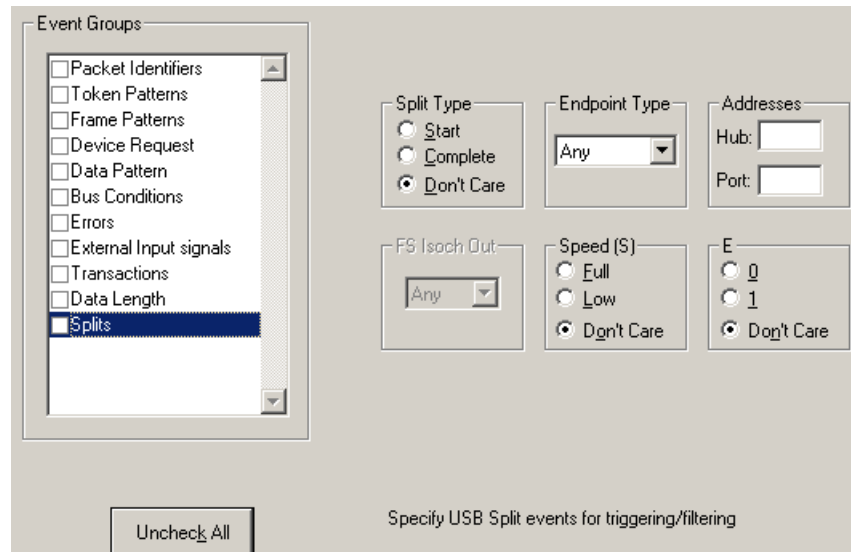 Event Groups
Packet Identifiers
Token Patterns
Frame Patterns
Device Request
Data Pattern
Bus Conditions
Errors
External Input signals
Transactions
Data Length
Splits
Split Type
Start
Complete
Don't Care
Endpoint Type
Any
Addresses
Hub:
Port:
FS Isoch Out
Any
Speed (S)
Full
Low
Don't Care
E
0
1
Don't Care
Uncheck All
Specify USB Split events for triggering/filtering